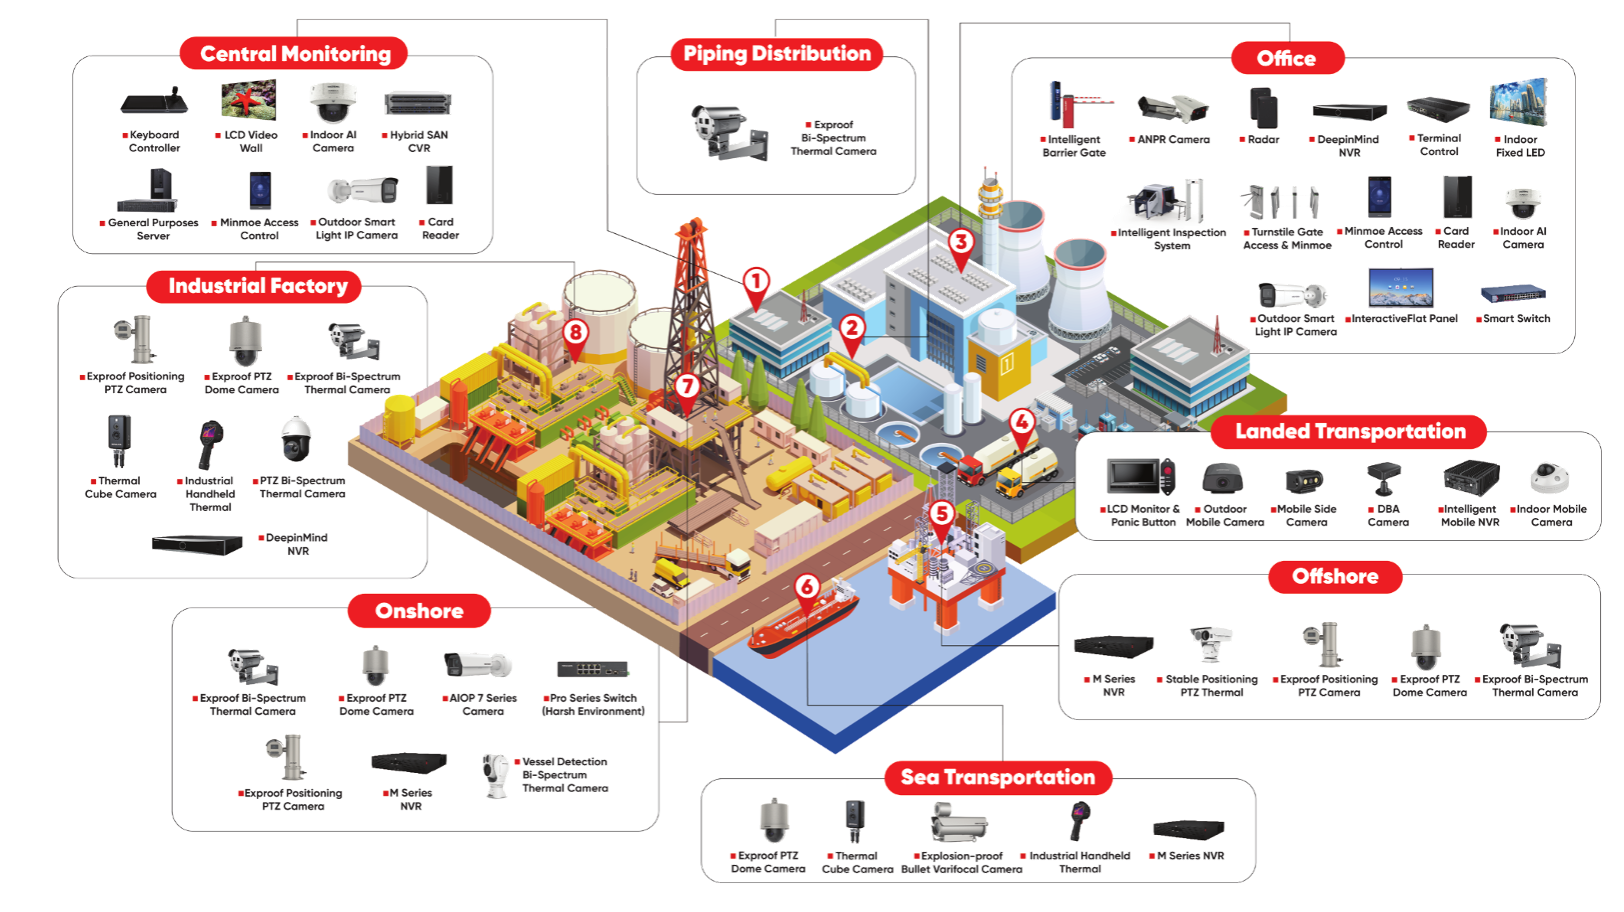 Central Monitoring
Keyboard
Controller
LCD Video
Wall
Indoor AI
Camera
Hybrid SAN
CVR
General Purposes
Server
Minmoe Access
Control
Outdoor Smart
Light IP Camera
Card
Reader
Piping Distribution
Exproof
Bi-Spectrum
Thermal Camera
Office
Intelligent
Barrier Gate
ANPR Camera
Radar
DeepinMind
NVR
Terminal
Control
Indoor
Fixed LED
Intelligent Inspection
System
Turnstile Gate
Access & Minmoe
Minmoe Access
Control
Card
Reader
Indoor AI
Camera
Outdoor Smart
Light IP Camera
InteractiveFlat Panel
Smart Switch
Industrial Factory
Exproof Positioning
PTZ Camera
Exproof PTZ
Dome Camera
Exproof Bi-Spectrum
Thermal Camera
Thermal
Cube Camera
Industrial
Handheld
Thermal
PTZ Bi-Spectrum
Thermal Camera
DeepinMind
NVR
1
2
3
4
5
6
7
8
1
Landed Transportation
LCD Monitor &
Panic Button
Outdoor
Mobile Camera
Mobile Side
Camera
DBA
Camera
Intelligent
Mobile NVR
Indoor Mobile
Camera
Onshore
Exproof Bi-Spectrum
Thermal Camera
Exproof PTZ
Dome Camera
AIOP 7 Series
Camera
Pro Series Switch
(Harsh Environment)
Exproof Positioning
PTZ Camera
M Series
NVR
Vessel Detection
Bi-Spectrum
Thermal Camera
Offshore
M Series
NVR
Stable Positioning
PTZ Thermal
Exproof Positioning
PTZ Camera
Exproof PTZ
Dome Camera
Exproof Bi-Spectrum
Thermal Camera
Sea Transportation
Exproof PTZ
Dome Camera
Thermal
Cube Camera
Explosion-proof
Bullet Varifocal Camera
Industrial Handheld
Thermal
M Series NVR